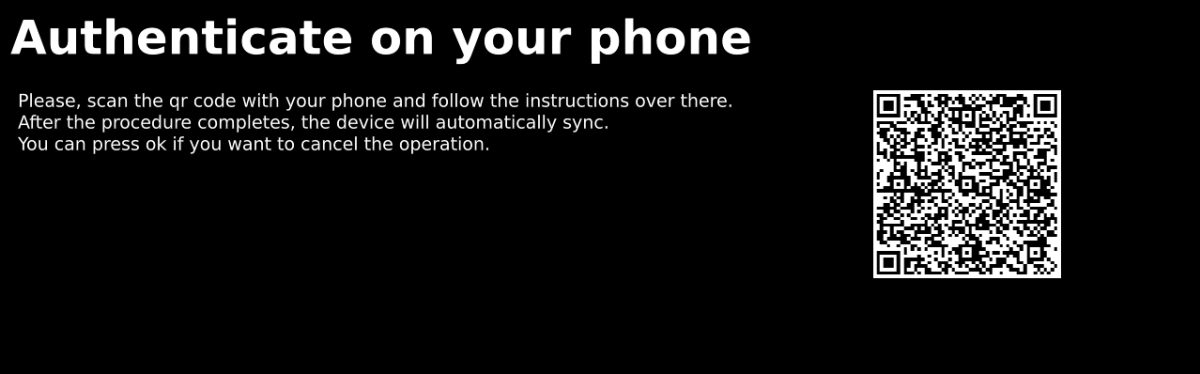 Authenticate on your phone
Please, scan the qr code with your phone and follow the instructions over there.
After the procedure completes, the device will automatically sync.
You can press ok if you want to cancel the operation.